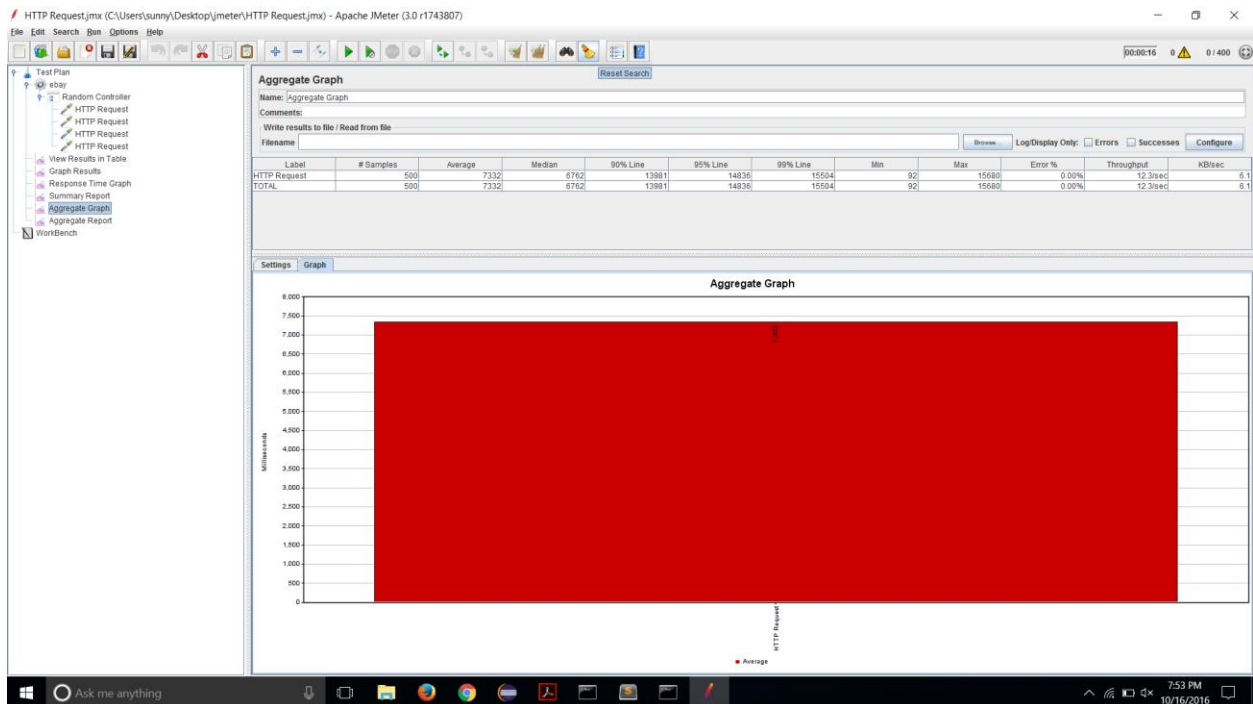 HTTP Request.jmx (C:\Users\sunny\Desktop\jmeter\HTTP Request.jmx) - Apache JMeter (3.0 r1743807)
File Edit Search Run Options Help
00:00:16 0 0 / 400
Reset Search
Test Plan
ebay
Random Controller
HTTP Request
HTTP Request
HTTP Request
HTTP Request
View Results in Table
Graph Results
Response Time Graph
Summary Report
Aggregate Graph
Aggregate Report
WorkBench
Aggregate Graph
Name: Aggregate Graph
Comments:
Write results to file / Read from file
Filename Browse... Log/Display Only: Errors Successes Configure
Label # Samples Average Median 90% Line 95% Line 99% Line Min Max Error % Throughput KB/sec
HTTP Request 500 7332 6762 13981 14836 15504 92 15680 0.00% 12.3/sec 6.1
TOTAL 500 7332 6762 13981 14836 15504 92 15680 0.00% 12.3/sec 6.1
Settings Graph
Aggregate Graph
8,000
7,500
7,000
6,500
6,000
5,500
5,000
4,500
4,000
3,500
3,000
2,500
2,000
1,500
1,000
500
0
Milliseconds
HTTP Request
Average
Ask me anything
7:53 PM
10/16/2016